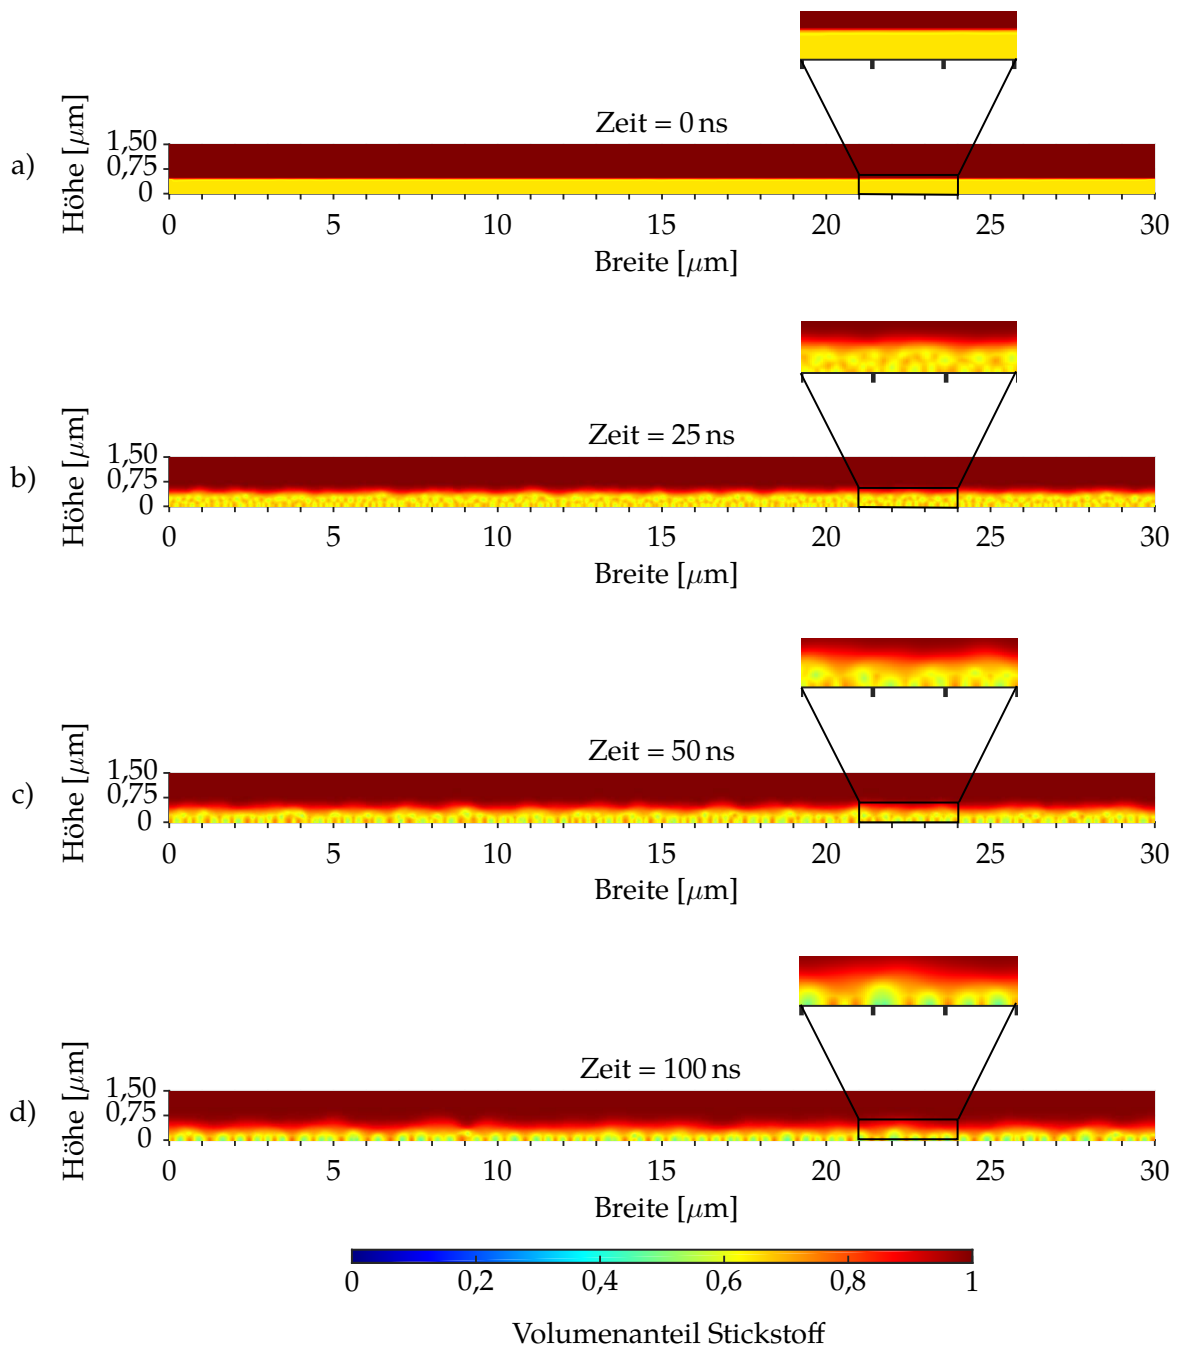 Zeit = 0 ns
a)
Höhe [μm]
1,50
0,75
0
0 5 10 15 20 25 30
Breite [μm]
Zeit = 25 ns
b)
Höhe [μm]
1,50
0,75
0
0 5 10 15 20 25 30
Breite [μm]
Zeit = 50 ns
c)
Höhe [μm]
1,50
0,75
0
0 5 10 15 20 25 30
Breite [μm]
Zeit = 100 ns
d)
Höhe [μm]
1,50
0,75
0
0 5 10 15 20 25 30
Breite [μm]
0 0,2 0,4 0,6 0,8 1
Volumenanteil Stickstoff